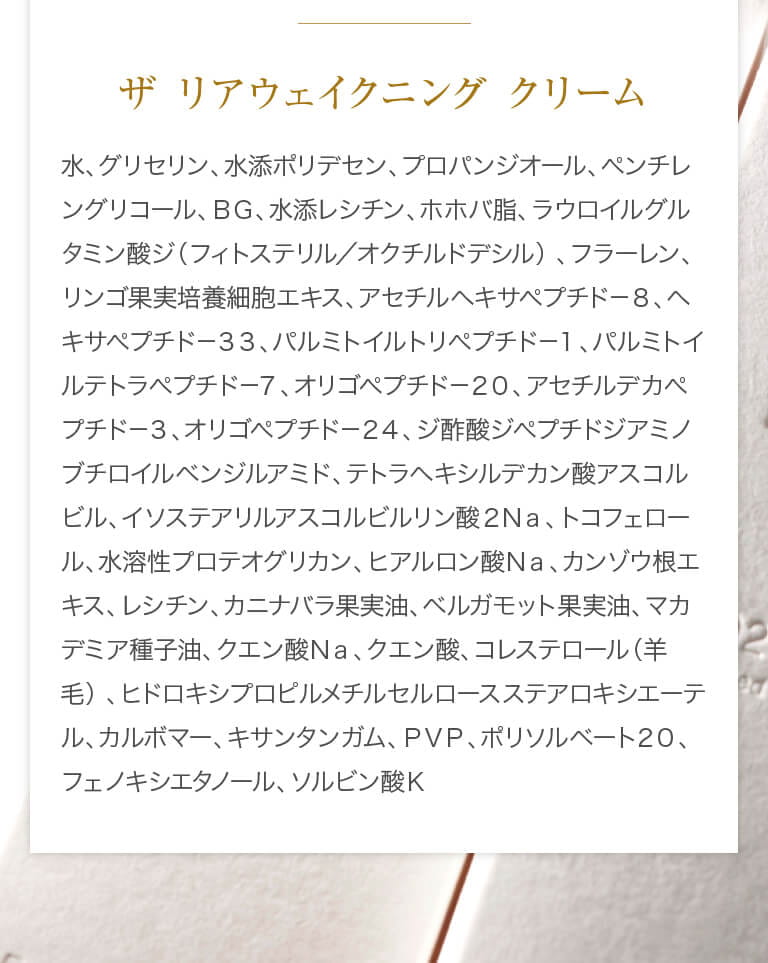 ザ リアウェイクニング クリーム
水、グリセリン、水添ポリデセン、プロパンジオール、ペンチレ
ングリコール、ＢＧ、水添レシチン、ホホバ脂、ラウロイルグル
タミン酸ジ（フィトステリル／オクチルドデシル）、フラーレン、
リンゴ果実培養細胞エキス、アセチルヘキサペプチド－８、ヘ
キサペプチド－３３、パルミトイルトリペプチド－１、パルミトイ
ルテトラペプチド－７、オリゴペプチド－２０、アセチルデカペ
プチド－３、オリゴペプチド－２４、ジ酢酸ジペプチドジアミノ
ブチロイルベンジルアミド、テトラヘキシルデカン酸アスコル
ビル、イソステアリルアスコルビルリン酸２Ｎａ、トコフェロー
ル、水溶性プロテオグリカン、ヒアルロン酸Ｎａ、カンゾウ根エ
キス、レシチン、カニナバラ果実油、ベルガモット果実油、マカ
デミア種子油、クエン酸Ｎａ、クエン酸、コレステロール（羊
毛）、ヒドロキシプロピルメチルセルロースステアロキシエーテ
ル、カルボマー、キサンタンガム、ＰＶＰ、ポリソルベート２０、
フェノキシエタノール、ソルビン酸Ｋ